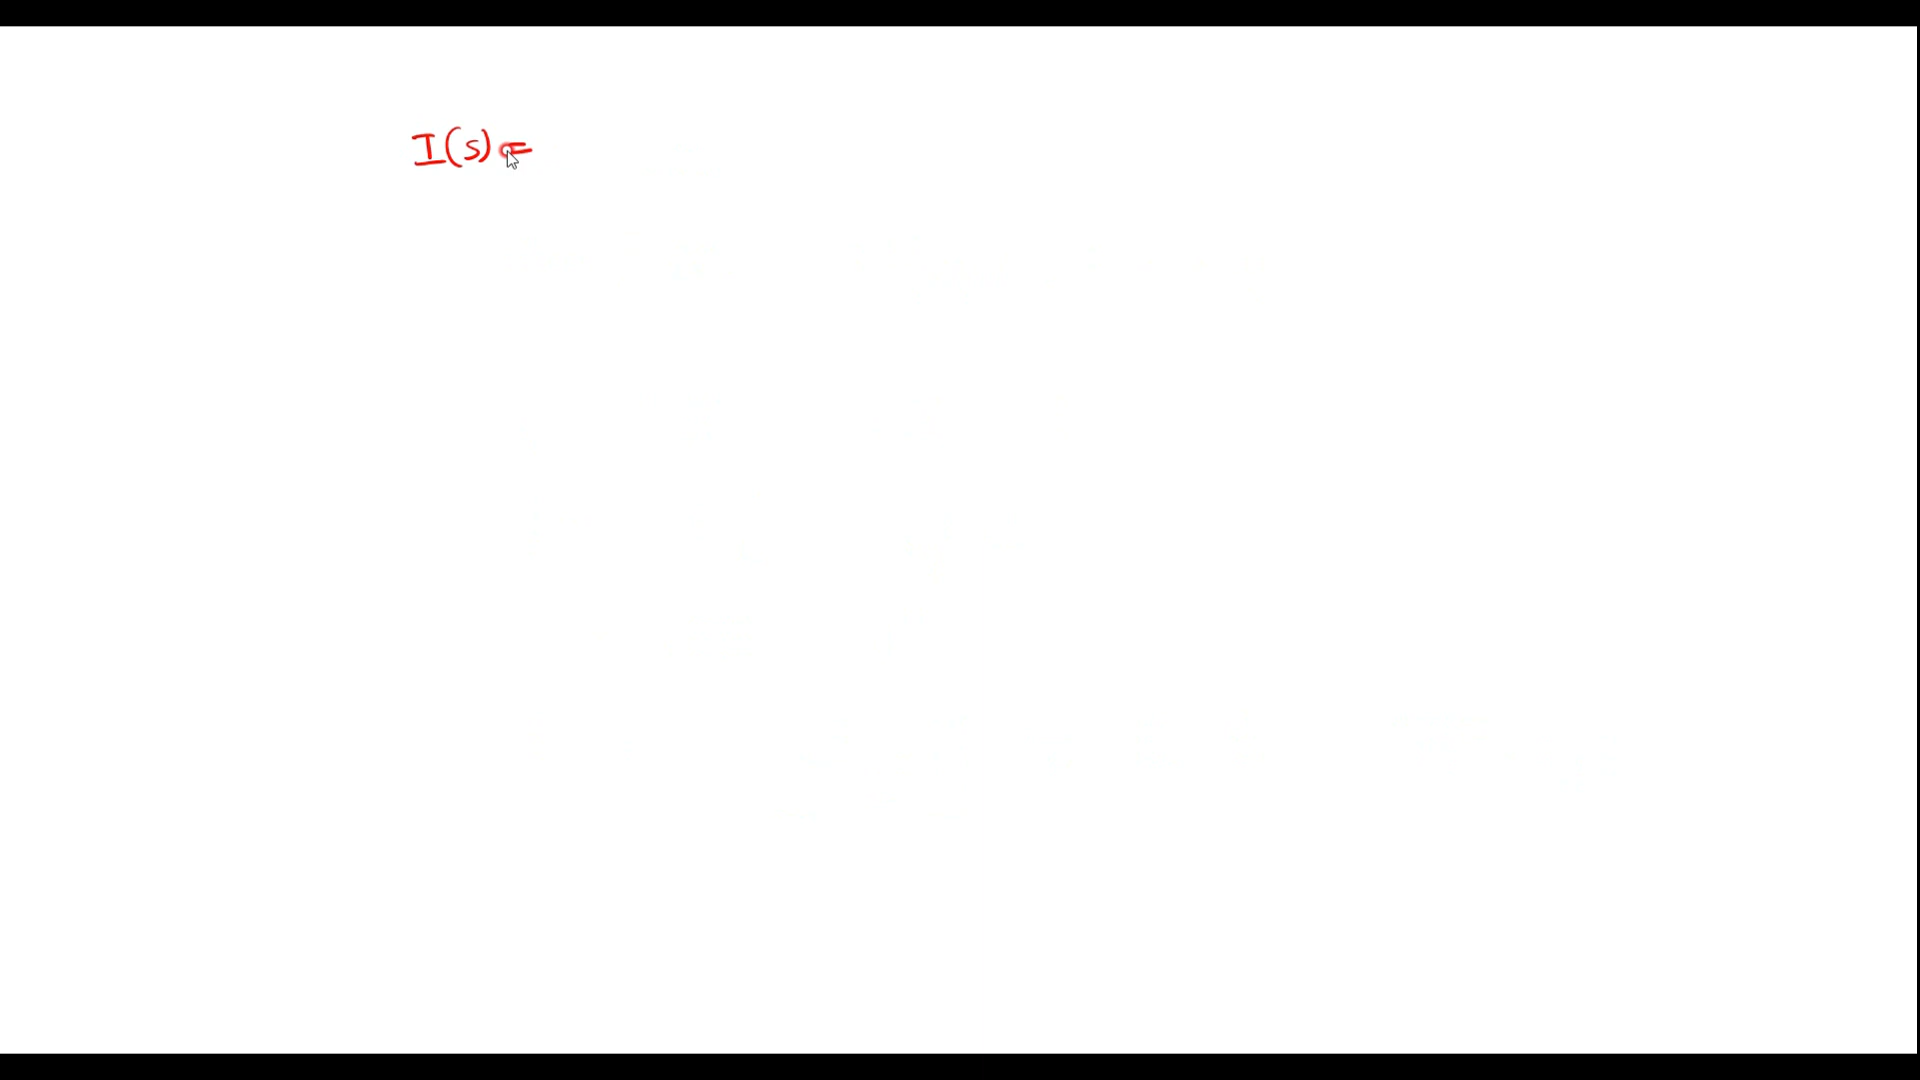 I(s) =